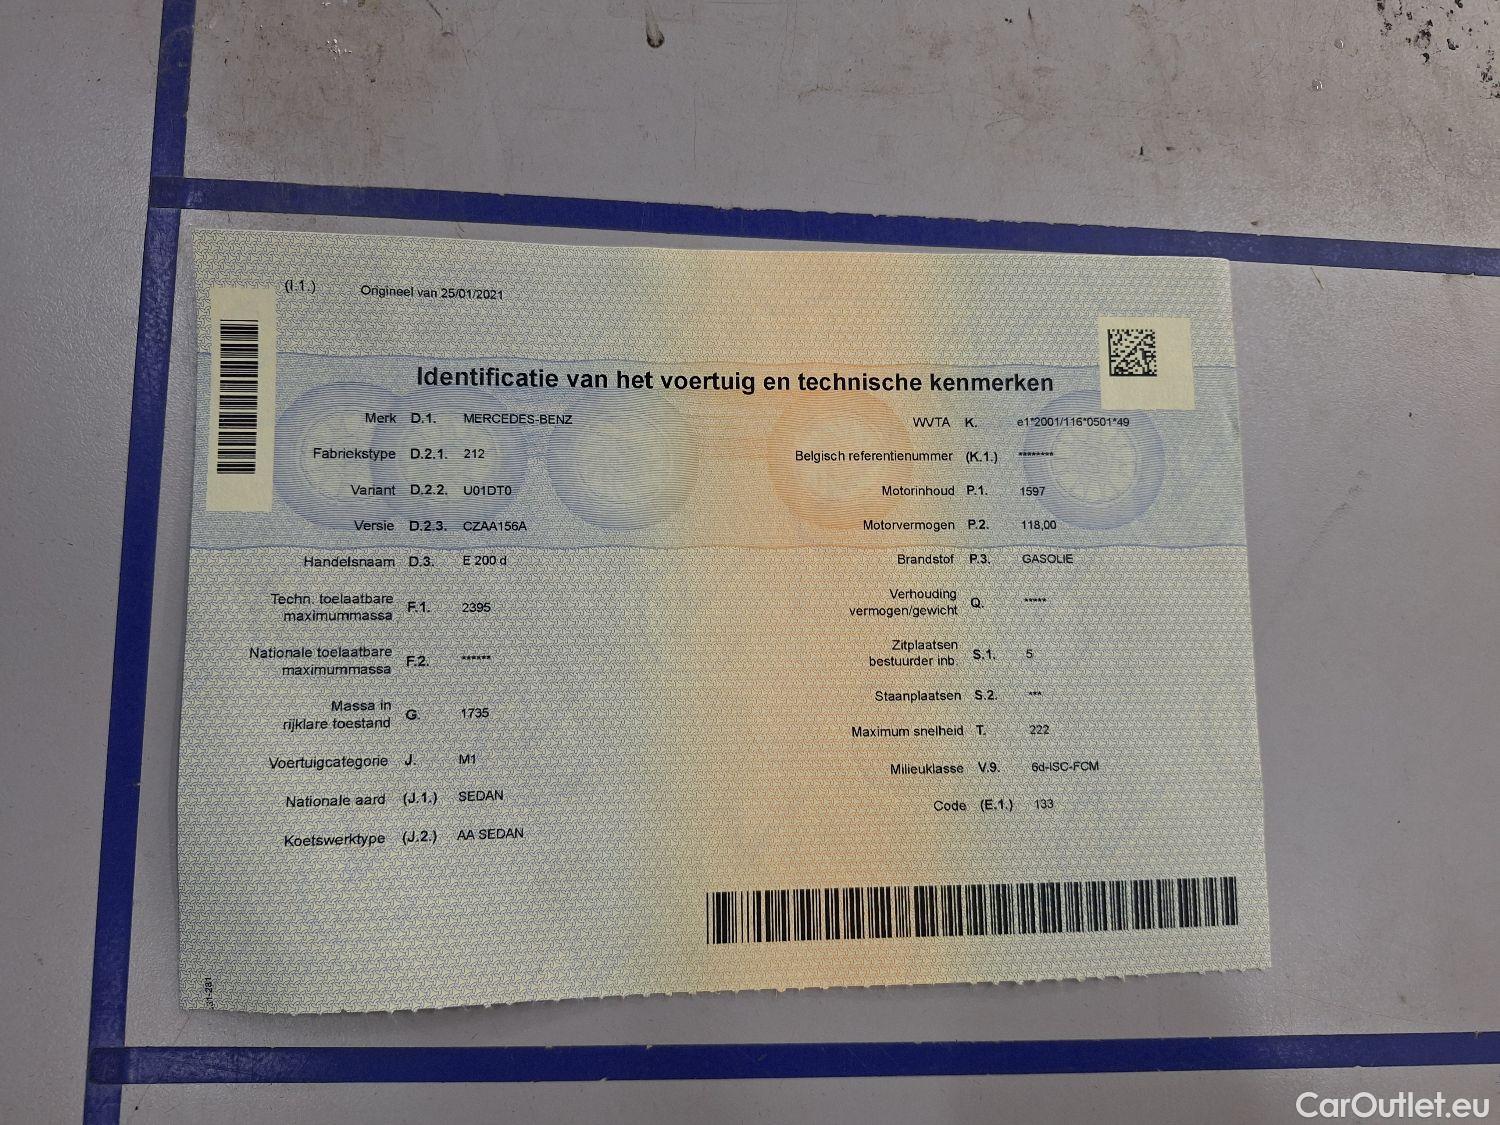 (I.1.) Origineel van 25/01/2021
Identificatie van het voertuig en technische kenmerken
Merk D.1. MERCEDES-BENZ
Fabriekstype D.2.1. 212
Variant D.2.2. U01DT0
Versie D.2.3. CZAA156A
Handelsnaam D.3. E 200 d
Techn. toelaatbare
maximummassa F.1. 2395
Nationale toelaatbare
maximummassa F.2. ******
Massa in
rijklare toestand G. 1735
Voertuigcategorie J. M1
Nationale aard (J.1.) SEDAN
Koetswerktype (J.2.) AA SEDAN
WVTA K. e1*2001/116*0501*49
Belgisch referentienummer (K.1.) ********
Motorinhoud P.1. 1597
Motorvermogen P.2. 118,00
Brandstof P.3. GASOLIE
Verhouding
vermogen/gewicht Q. *****
Zitplaatsen
bestuurder inb. S.1. 5
Staanplaatsen S.2. ***
Maximum snelheid T. 222
Milieuklasse V.9. 6d-ISC-FCM
Code (E.1.) 133
31-281
CarOutlet.eu